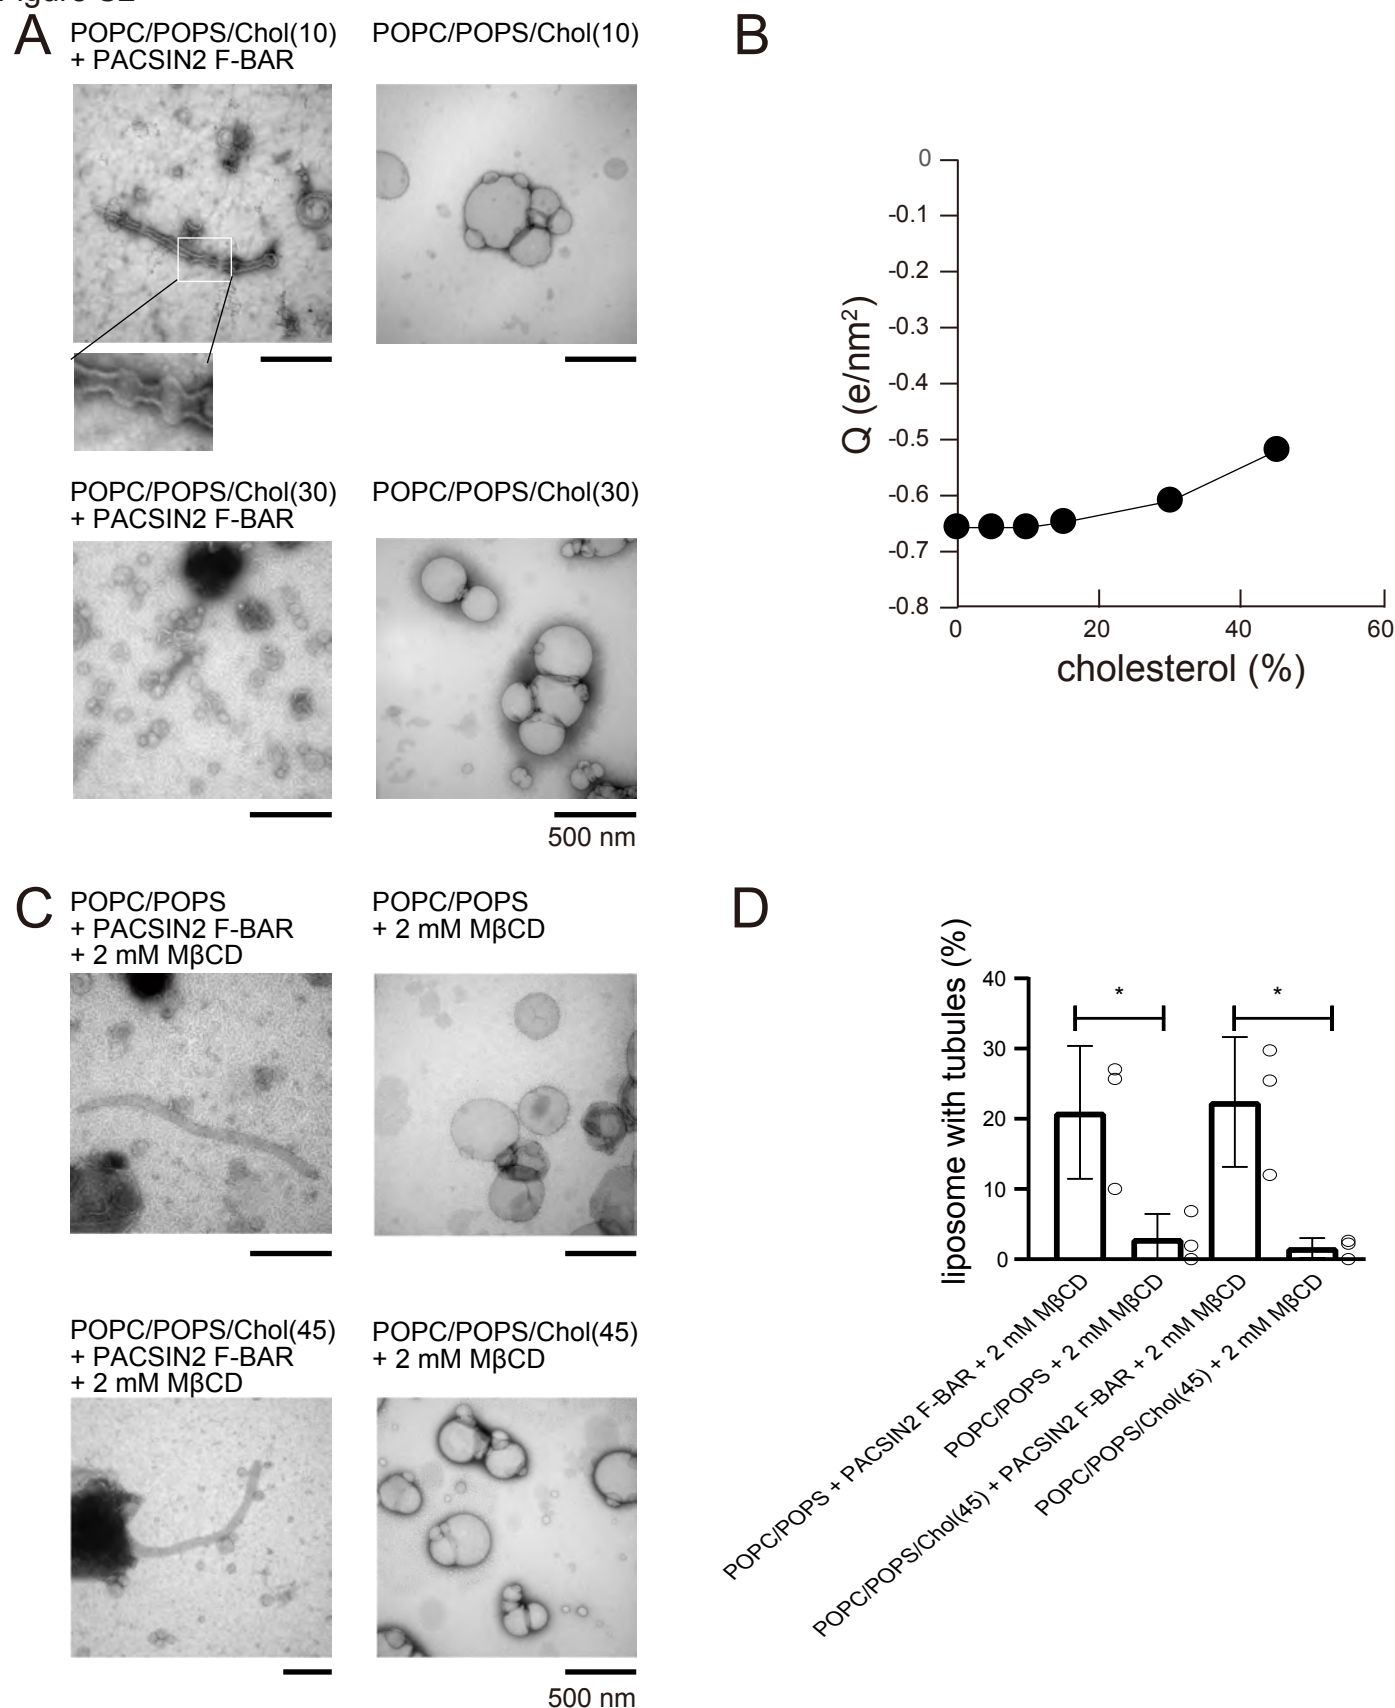 A
POPC/POPS/Chol(10)
+ PACSIN2 F-BAR
POPC/POPS/Chol(10)
POPC/POPS/Chol(30)
+ PACSIN2 F-BAR
POPC/POPS/Chol(30)
500 nm
B
Q (e/nm²)
0
-0.1
-0.2
-0.3
-0.4
-0.5
-0.6
-0.7
-0.8
0 20 40 60
cholesterol (%)
C
POPC/POPS
+ PACSIN2 F-BAR
+ 2 mM MβCD
POPC/POPS
+ 2 mM MβCD
POPC/POPS/Chol(45)
+ PACSIN2 F-BAR
+ 2 mM MβCD
POPC/POPS/Chol(45)
+ 2 mM MβCD
500 nm
D
liposome with tubules (%)
40
30
20
10
0
* *
POPC/POPS + PACSIN2 F-BAR + 2 mM MβCD
POPC/POPS + 2 mM MβCD
POPC/POPS/Chol(45) + PACSIN2 F-BAR + 2 mM MβCD
POPC/POPS/Chol(45) + 2 mM MβCD